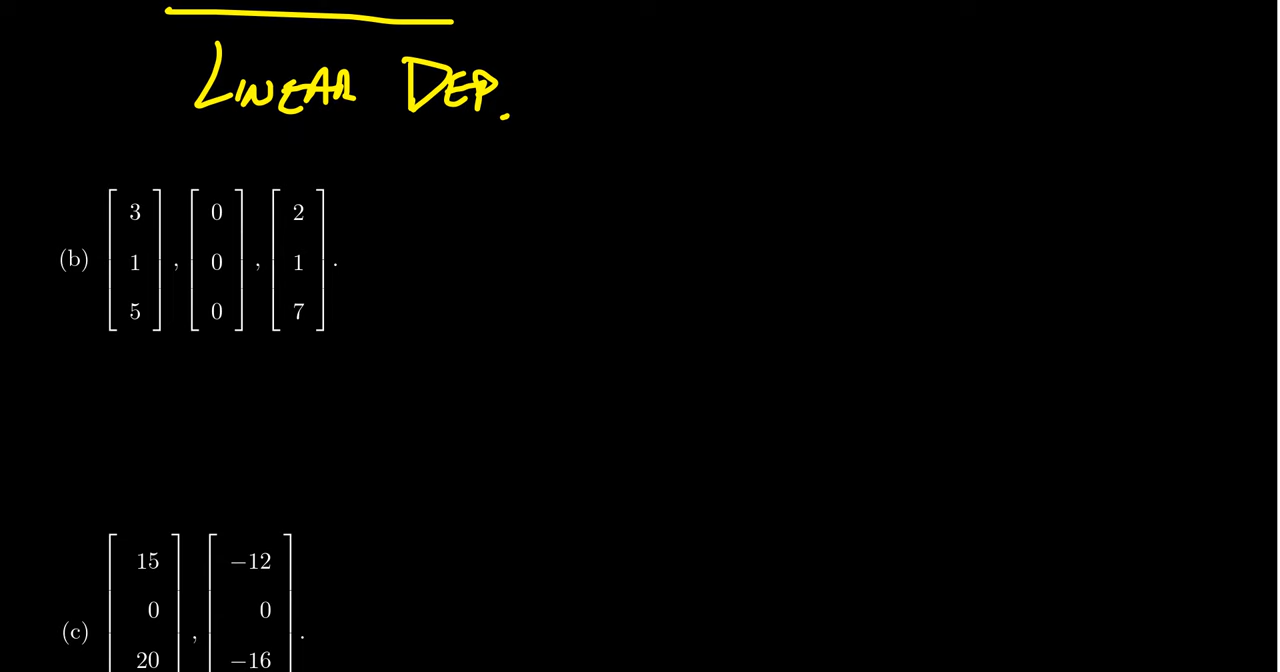 LINEAR DEP.
(b) [3 1 5], [0 0 0], [2 1 7].
(c) [15 0 20], [−12 0 −16].